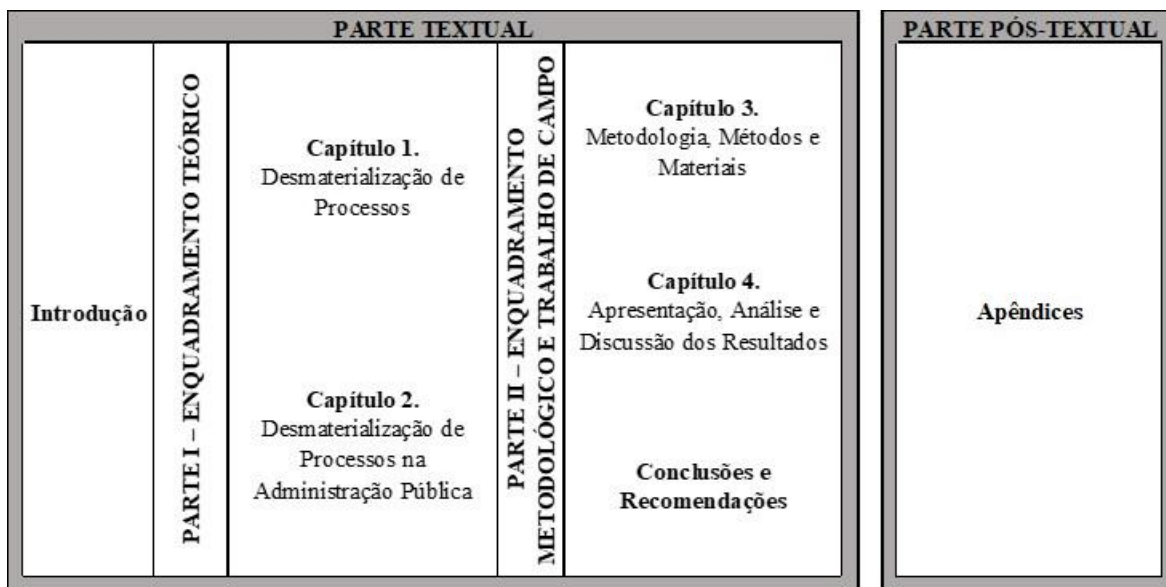 PARTE TEXTUAL
Introdução
PARTE I – ENQUADRAMENTO TEÓRICO
Capítulo 1.
Desmaterialização de
Processos
Capítulo 2.
Desmaterialização de
Processos na
Administração Pública
PARTE II – ENQUADRAMENTO
METODOLÓGICO E TRABALHO DE CAMPO
Capítulo 3.
Metodologia, Métodos e
Materiais
Capítulo 4.
Apresentação, Análise e
Discussão dos Resultados
Conclusões e
Recomendações
PARTE PÓS-TEXTUAL
Apêndices